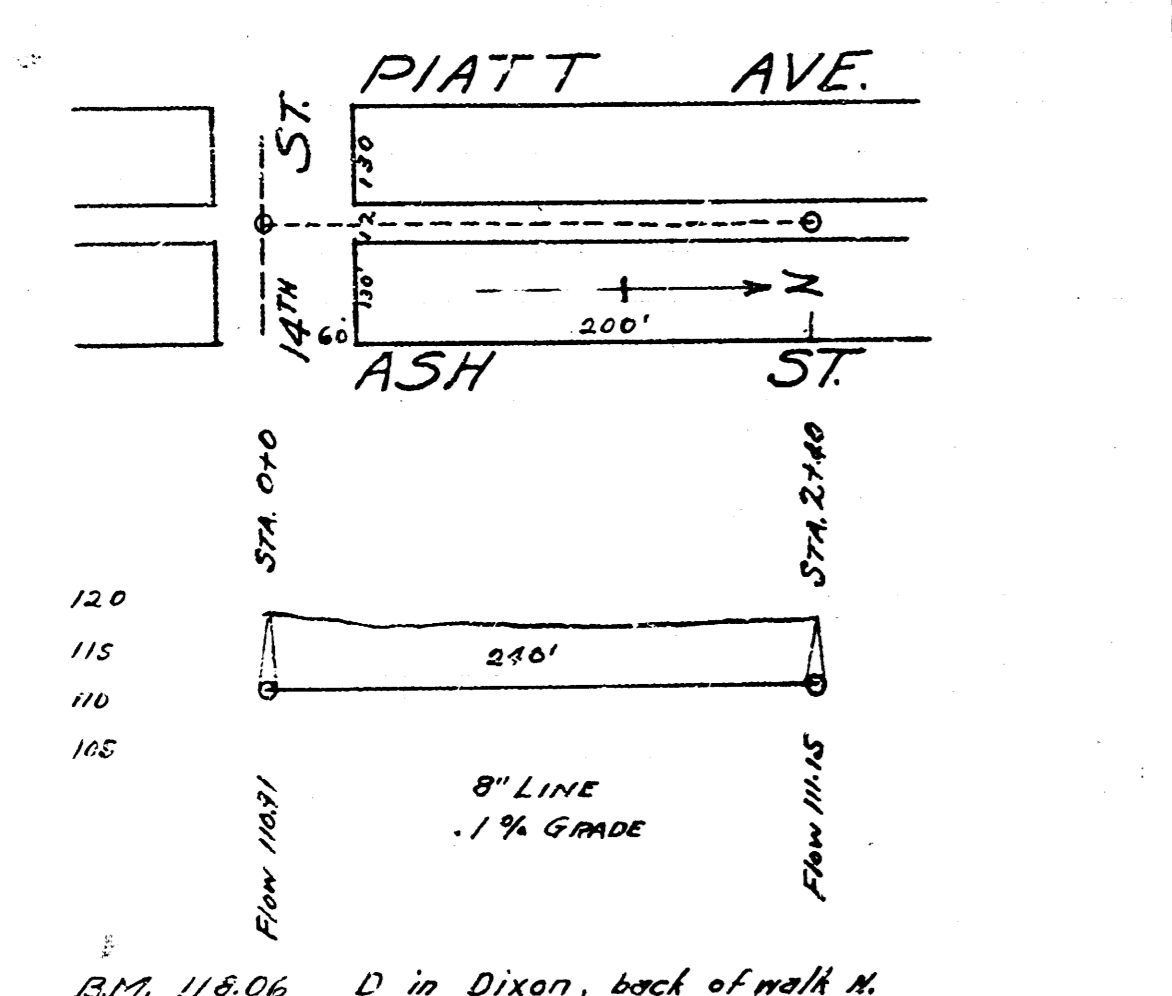 PIATT AVE.
14TH ST.
130
12
130'
60'
N
200'
ASH ST.
STA. 0+0
STA. 2+40
120
115
110
105
240'
8" LINE
.1% GRADE
Flow 110.91
Flow 111.15
B.M. 118.06 D in Dixon, back of walk N.